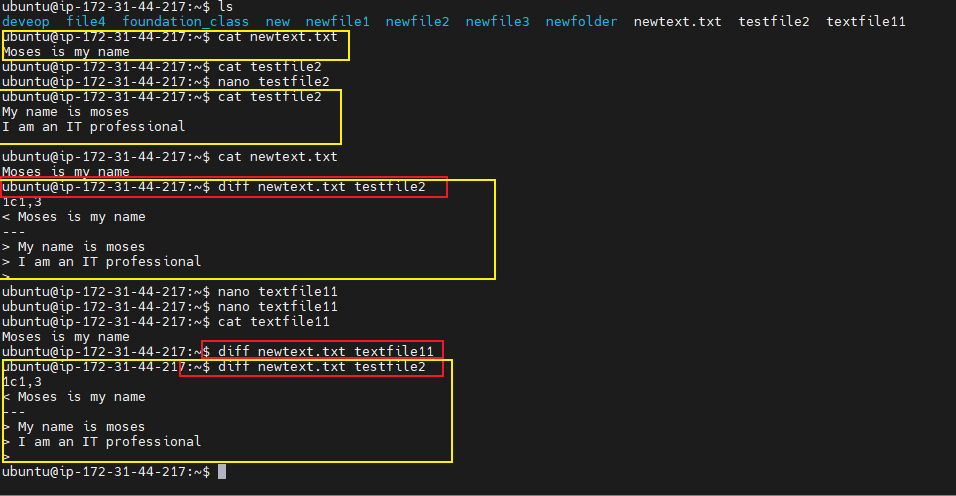 ubuntu@ip-172-31-44-217:~$ ls
deveop  file4  foundation_class  new  newfile1  newfile2  newfile3  newfolder  newtext.txt  testfile2  textfile11
ubuntu@ip-172-31-44-217:~$ cat newtext.txt
Moses is my name
ubuntu@ip-172-31-44-217:~$ cat testfile2
ubuntu@ip-172-31-44-217:~$ nano testfile2
ubuntu@ip-172-31-44-217:~$ cat testfile2
My name is moses
I am an IT professional
ubuntu@ip-172-31-44-217:~$ cat newtext.txt
Moses is my name
ubuntu@ip-172-31-44-217:~$ diff newtext.txt testfile2
1c1,3
< Moses is my name
---
> My name is moses
> I am an IT professional
>
ubuntu@ip-172-31-44-217:~$ nano textfile11
ubuntu@ip-172-31-44-217:~$ nano textfile11
ubuntu@ip-172-31-44-217:~$ cat textfile11
Moses is my name
ubuntu@ip-172-31-44-217:~$ diff newtext.txt textfile11
ubuntu@ip-172-31-44-217:~$ diff newtext.txt testfile2
1c1,3
< Moses is my name
---
> My name is moses
> I am an IT professional
>
ubuntu@ip-172-31-44-217:~$